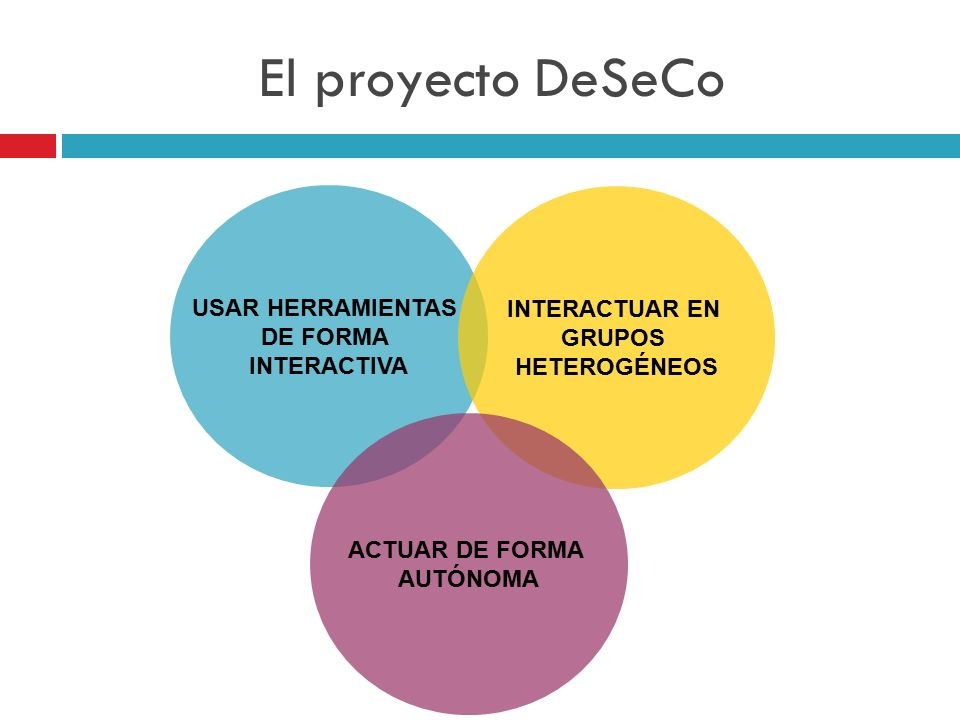 El proyecto DeSeCo
USAR HERRAMIENTAS
DE FORMA
INTERACTIVA
INTERACTUAR EN
GRUPOS
HETEROGÉNEOS
ACTUAR DE FORMA
AUTÓNOMA